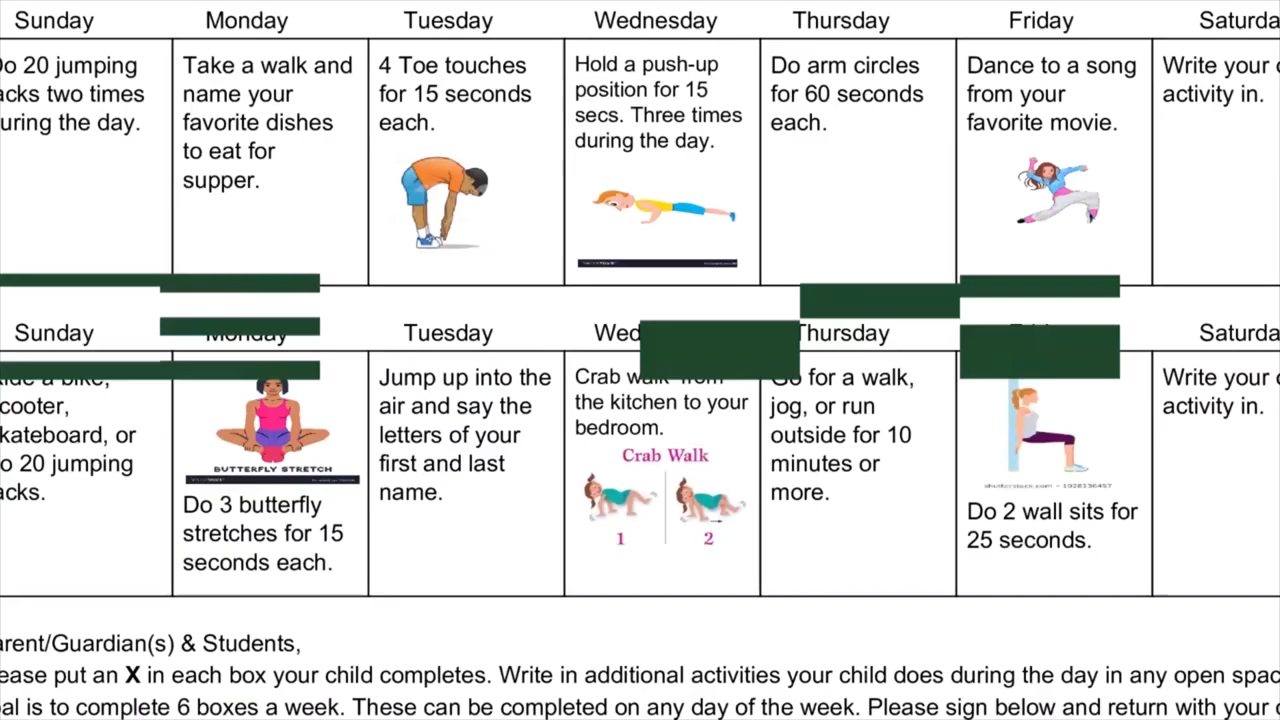 Sunday Monday Tuesday Wednesday Thursday Friday Saturda
o 20 jumping
acks two times
uring the day.
Take a walk and
name your
favorite dishes
to eat for
supper.
4 Toe touches
for 15 seconds
each.
Hold a push-up
position for 15
secs. Three times
during the day.
Do arm circles
for 60 seconds
each.
Dance to a song
from your
favorite movie.
Write your
activity in.
Sunday Monday Tuesday Wed Thursday Saturda
a bike,
cooter,
kateboard, or
o 20 jumping
acks.
BUTTERFLY STRETCH
Do 3 butterfly
stretches for 15
seconds each.
Jump up into the
air and say the
letters of your
first and last
name.
Crab walk from
the kitchen to your
bedroom.
Crab Walk
1 2
Go for a walk,
jog, or run
outside for 10
minutes or
more.
shutterstock.com • 1028136457
Do 2 wall sits for
25 seconds.
Write your
activity in.
arent/Guardian(s) & Students,
ease put an X in each box your child completes. Write in additional activities your child does during the day in any open spac
al is to complete 6 boxes a week. These can be completed on any day of the week. Please sign below and return with your